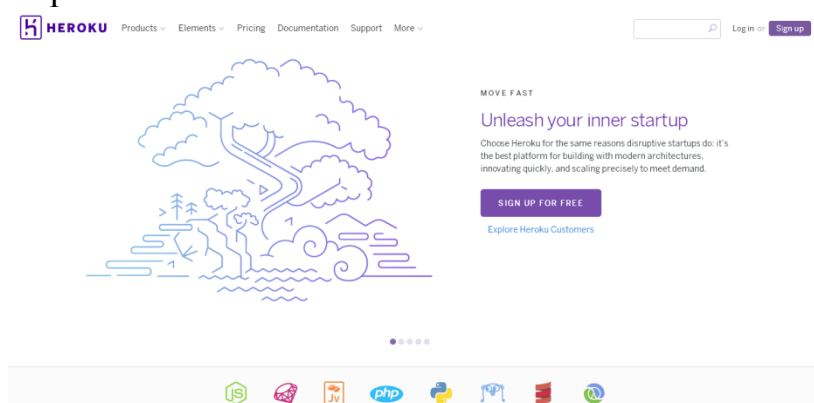 HEROKU Products Elements Pricing Documentation Support More Log in or Sign up
MOVE FAST
Unleash your inner startup
Choose Heroku for the same reasons disruptive startups do: it's
the best platform for building with modern architectures,
innovating quickly, and scaling precisely to meet demand.
SIGN UP FOR FREE
Explore Heroku Customers
JS Jv php